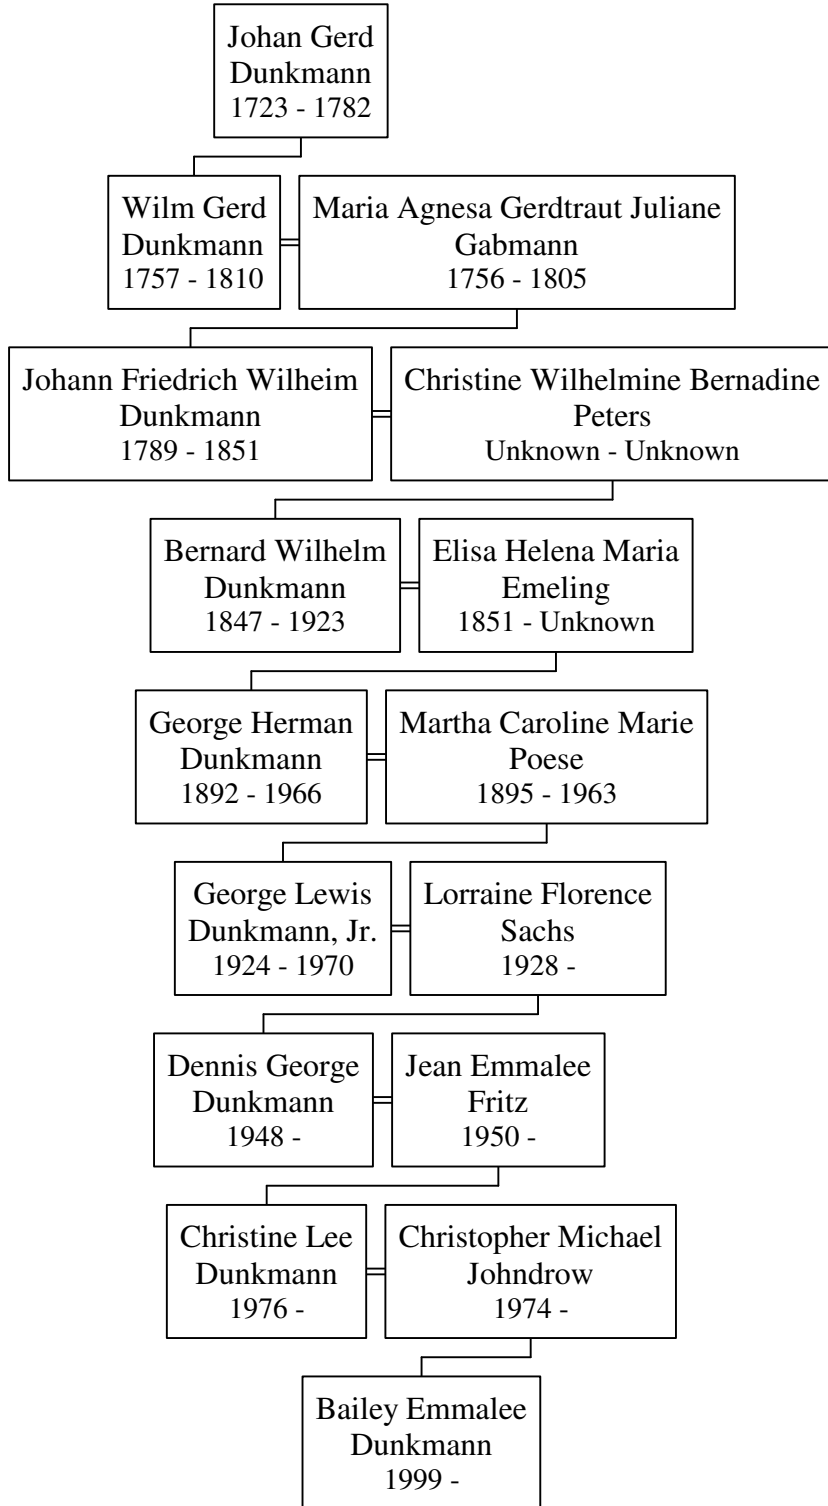 Johan Gerd
Dunkmann
1723 - 1782
Wilm Gerd
Dunkmann
1757 - 1810
Maria Agnesa Gerdtraut Juliane
Gabmann
1756 - 1805
Johann Friedrich Wilheim
Dunkmann
1789 - 1851
Christine Wilhelmine Bernadine
Peters
Unknown - Unknown
Bernard Wilhelm
Dunkmann
1847 - 1923
Elisa Helena Maria
Emeling
1851 - Unknown
George Herman
Dunkmann
1892 - 1966
Martha Caroline Marie
Poese
1895 - 1963
George Lewis
Dunkmann, Jr.
1924 - 1970
Lorraine Florence
Sachs
1928 -
Dennis George
Dunkmann
1948 -
Jean Emmalee
Fritz
1950 -
Christine Lee
Dunkmann
1976 -
Christopher Michael
Johndrow
1974 -
Bailey Emmalee
Dunkmann
1999 -